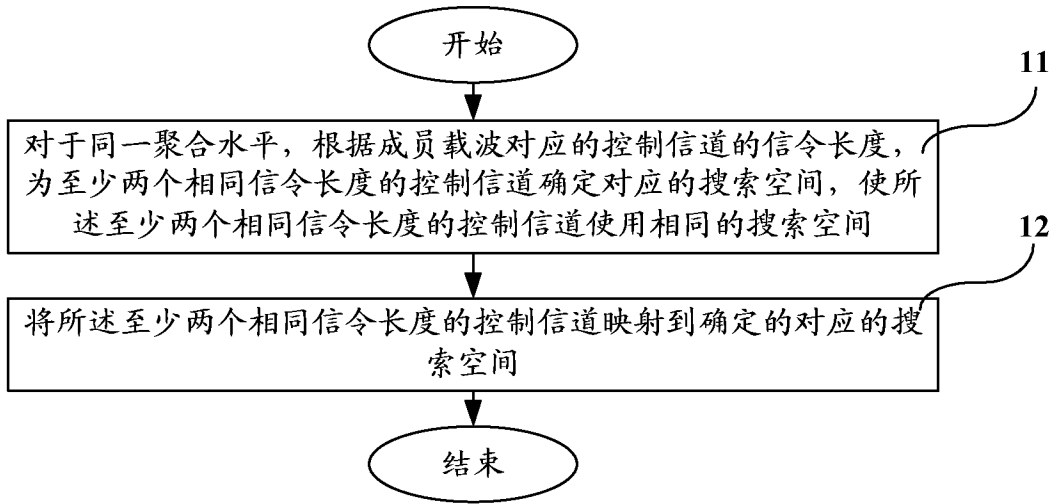 开始
11
对于同一聚合水平，根据成员载波对应的控制信道的信令长度，
为至少两个相同信令长度的控制信道确定对应的搜索空间，使所
述至少两个相同信令长度的控制信道使用相同的搜索空间
12
将所述至少两个相同信令长度的控制信道映射到确定的对应的搜
索空间
结束